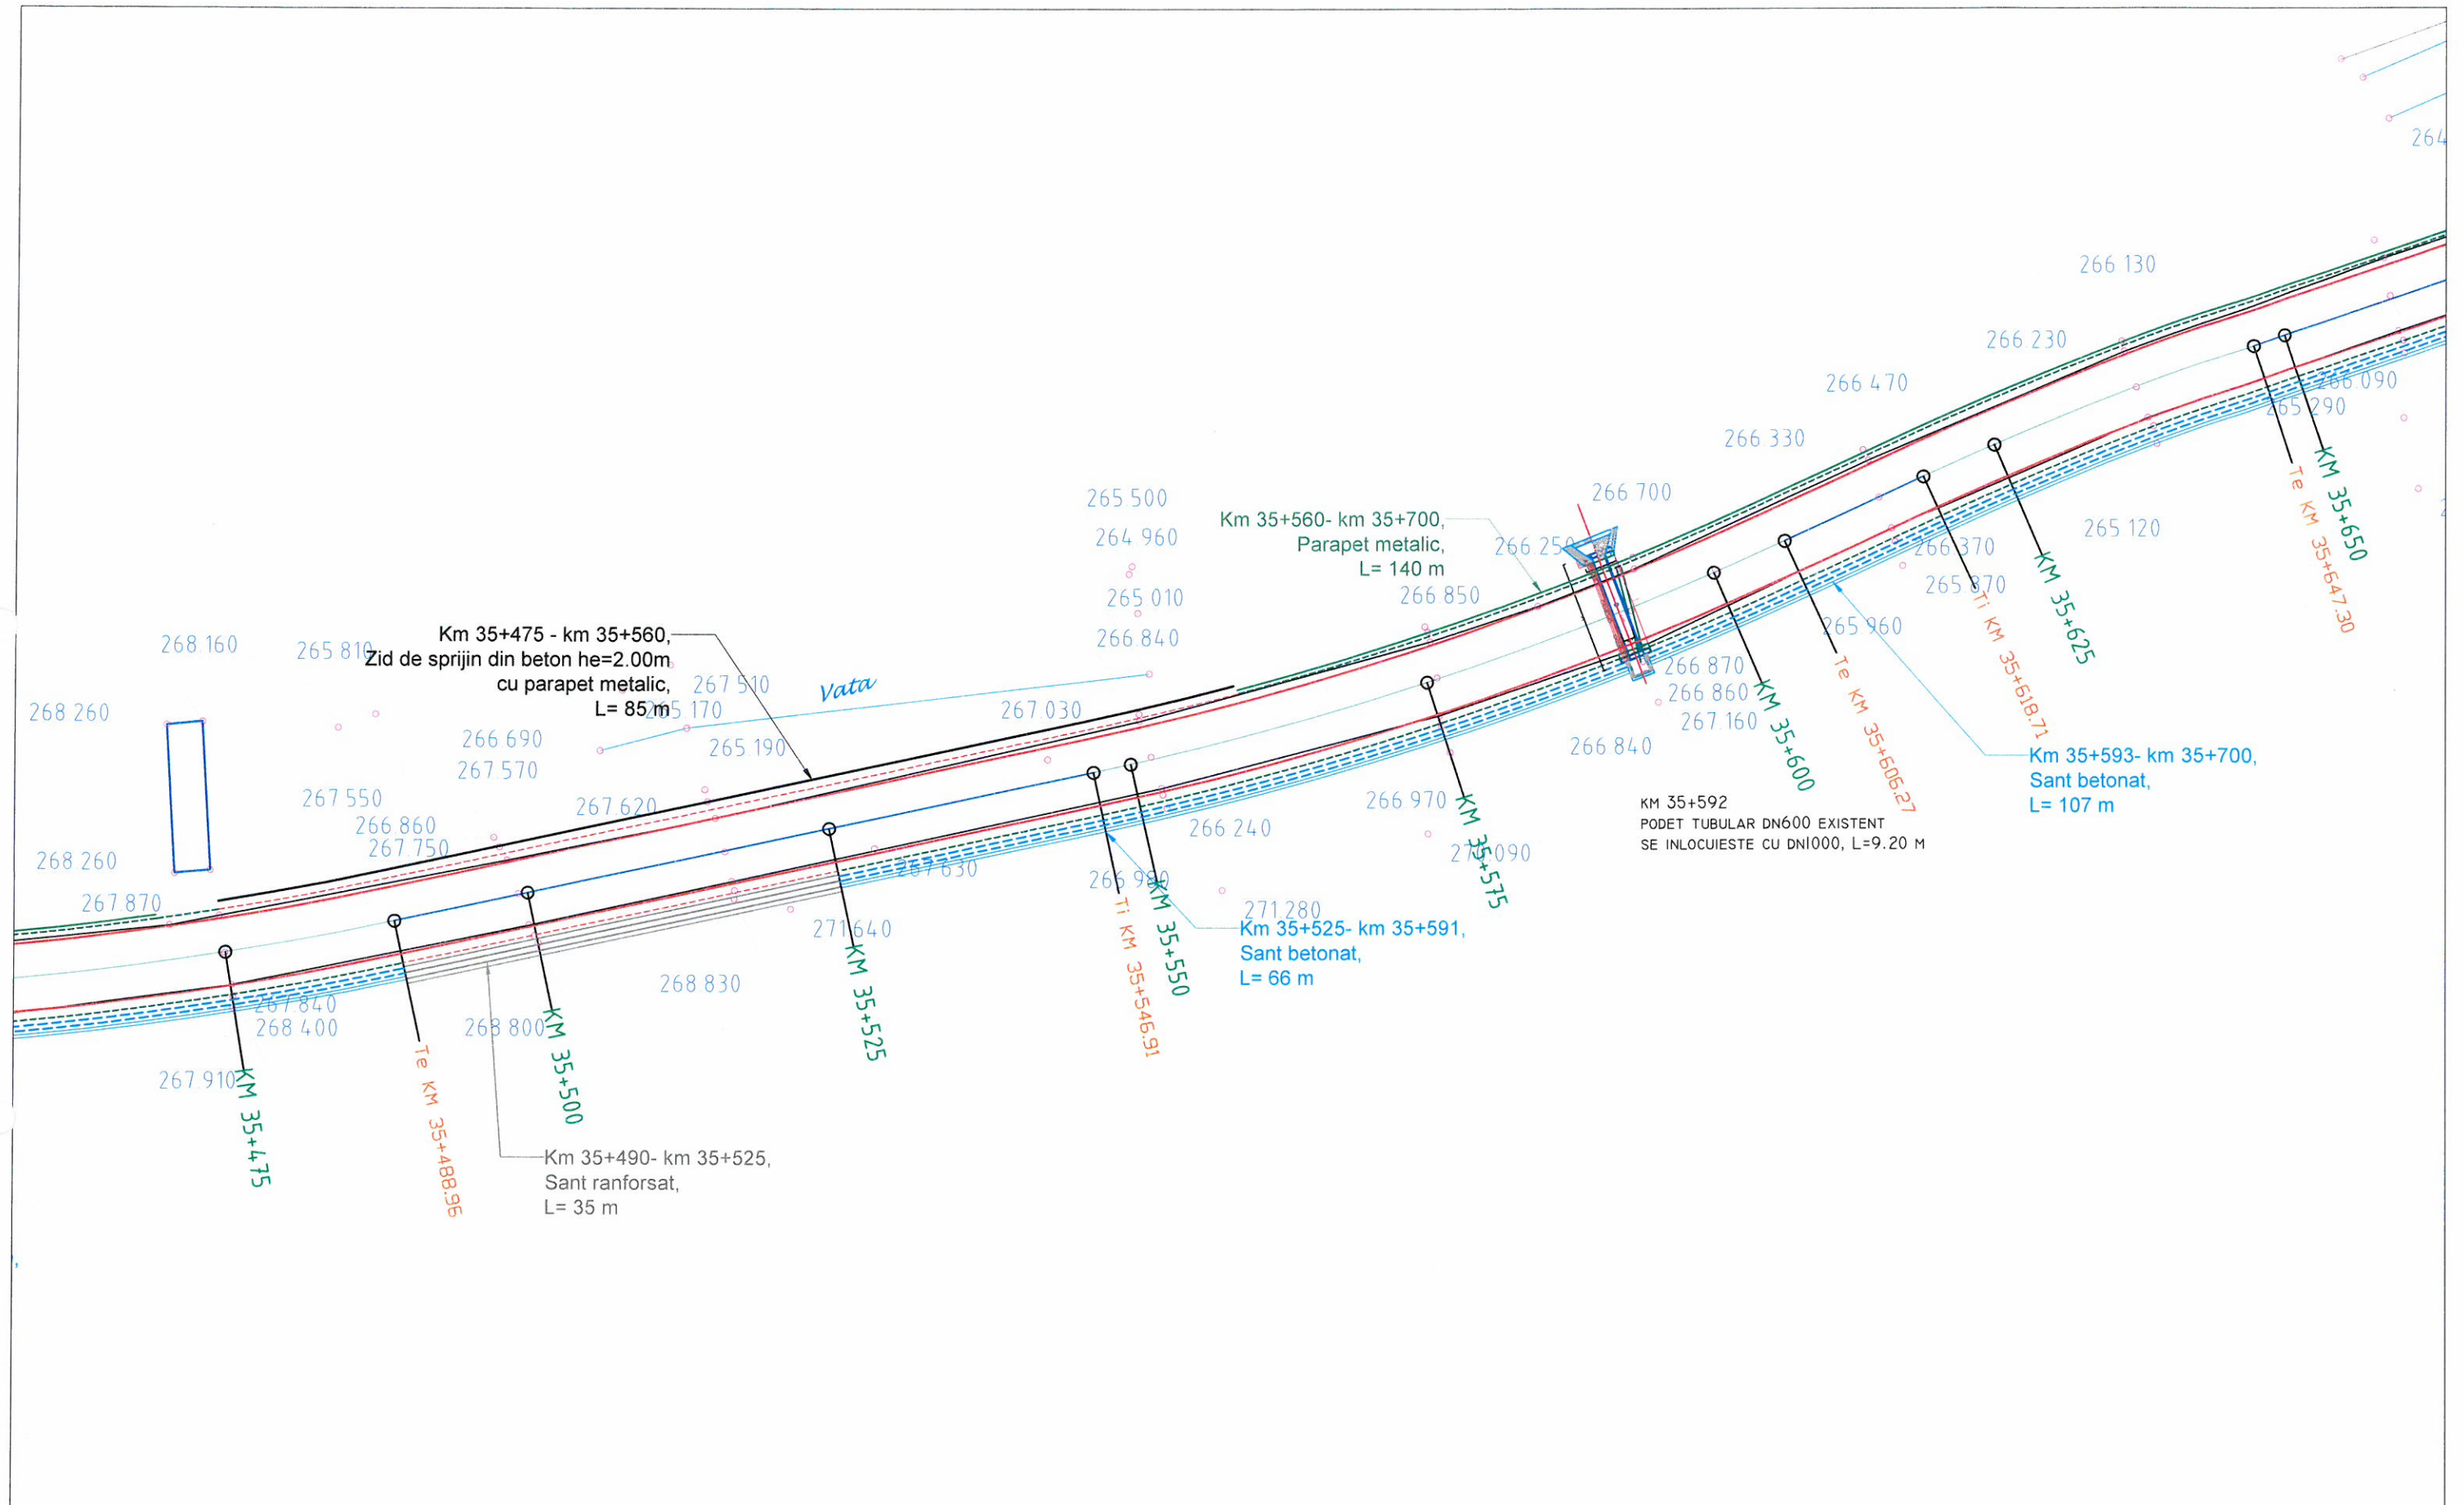 264
266 130
266 230
266 470
266 330
266 090
265 290
266 700
265 500
264 960
265 010
266 840
Km 35+560- km 35+700,
Parapet metalic,
L= 140 m
266 250
266 850
265 120
266 370
265 870
265 960
KM 35+650
Te KM 35+647.30
KM 35+625
Ti KM 35+618.71
Te KM 35+606.27
KM 35+600
268 160
265 810
Km 35+475 - km 35+560,
Zid de sprijin din beton he=2.00m
cu parapet metalic,
L= 85 m
267 510
265 170
Vata
267 030
265 190
268 260
266 690
267 570
267 550
266 860
267 750
267 620
268 260
267.870
266 870
266 860
267 160
266 840
Km 35+593- km 35+700,
Sant betonat,
L= 107 m
KM 35+592
PODET TUBULAR DN600 EXISTENT
SE INLOCUIESTE CU DN1000, L=9.20 M
266 970
KM 35+575
266 240
267 630
266 980
271.280
271.640
Km 35+525- km 35+591,
Sant betonat,
L= 66 m
KM 35+550
Ti KM 35+546.91
KM 35+525
268 830
267.840
268 400
268 800
KM 35+500
Te KM 35+488.96
267.910
KM 35+475
Km 35+490- km 35+525,
Sant ranforsat,
L= 35 m